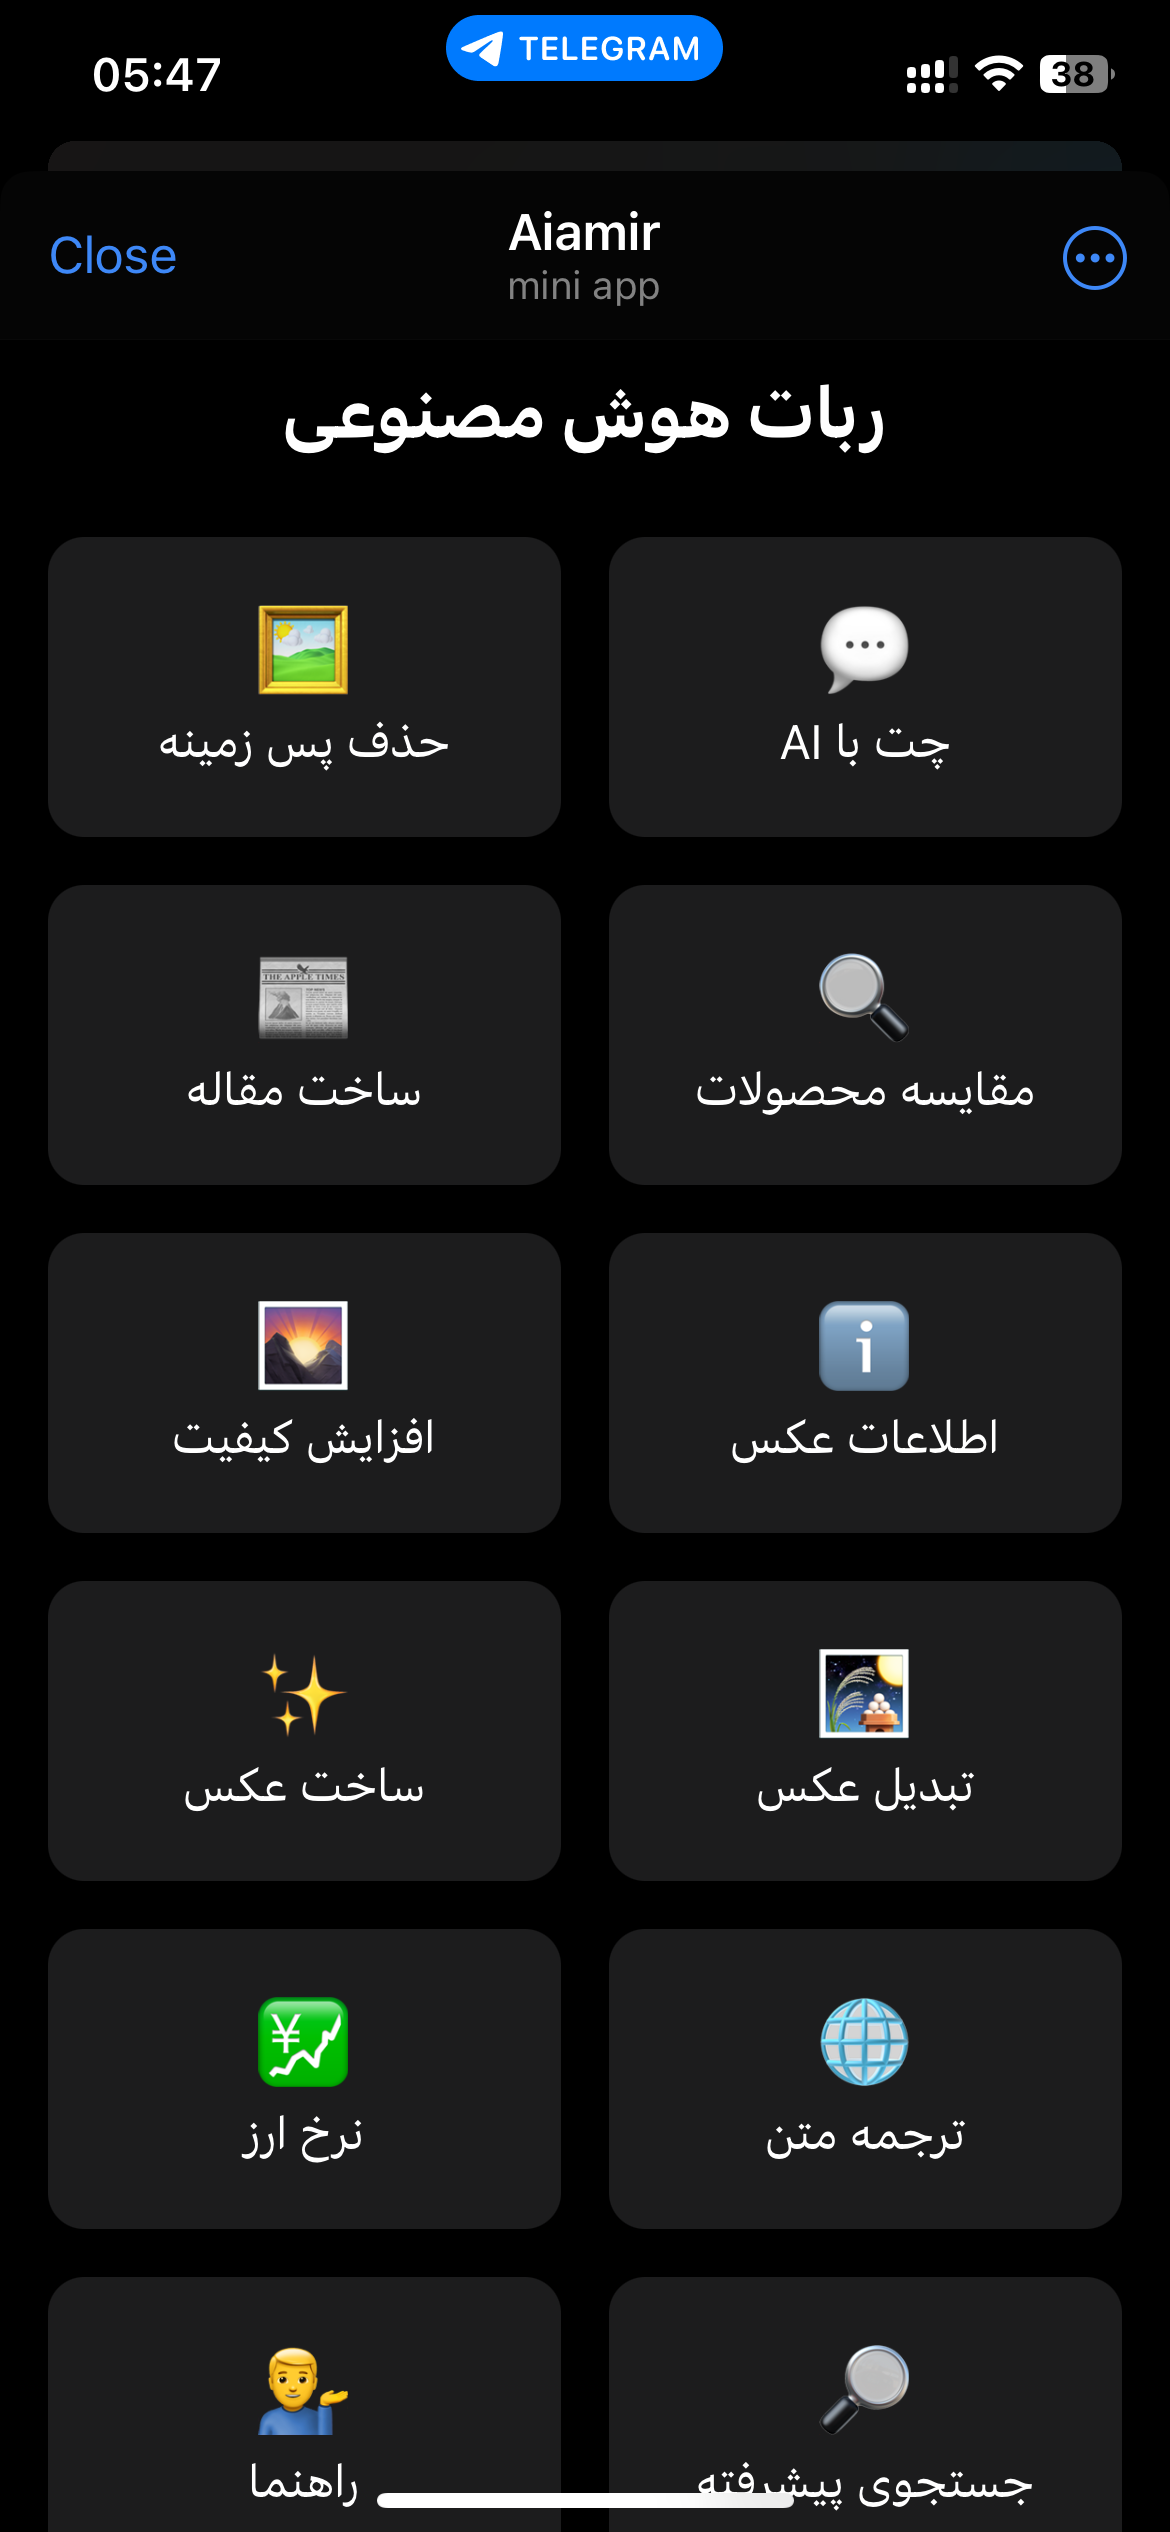 05:47
TELEGRAM
38
Close
Aiamir
mini app
ربات هوش مصنوعی
چت با AI
حذف پس زمینه
مقایسه محصولات
THE APPLE TIMES
ساخت مقاله
اطلاعات عکس
افزایش کیفیت
تبدیل عکس
ساخت عکس
ترجمه متن
نرخ ارز
جستجوی پیشرفته
راهنما